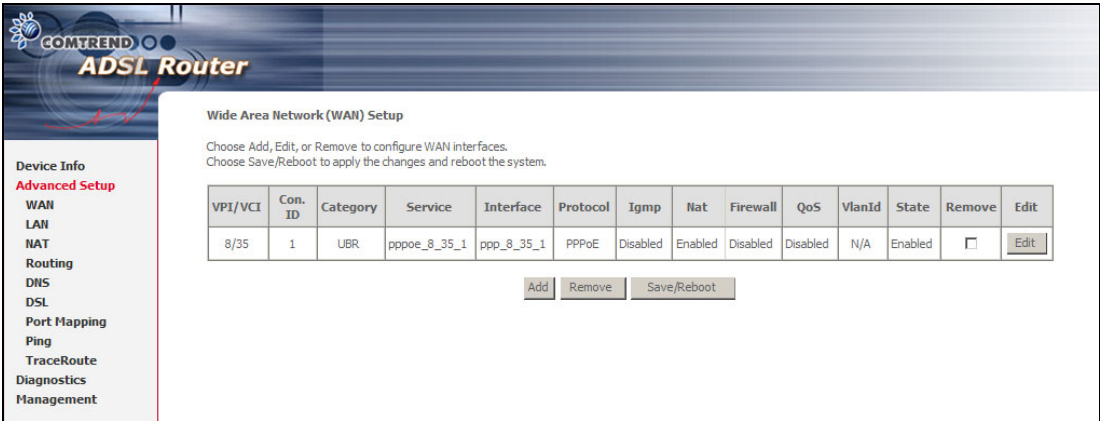 COMTREND
ADSL Router
Device Info
Advanced Setup
WAN
LAN
NAT
Routing
DNS
DSL
Port Mapping
Ping
TraceRoute
Diagnostics
Management
Wide Area Network (WAN) Setup
Choose Add, Edit, or Remove to configure WAN interfaces.
Choose Save/Reboot to apply the changes and reboot the system.
VPI/VCI Con. ID Category Service Interface Protocol Igmp Nat Firewall QoS VlanId State Remove Edit
8/35 1 UBR pppoe_8_35_1 ppp_8_35_1 PPPoE Disabled Enabled Disabled Disabled N/A Enabled Edit
Add Remove Save/Reboot